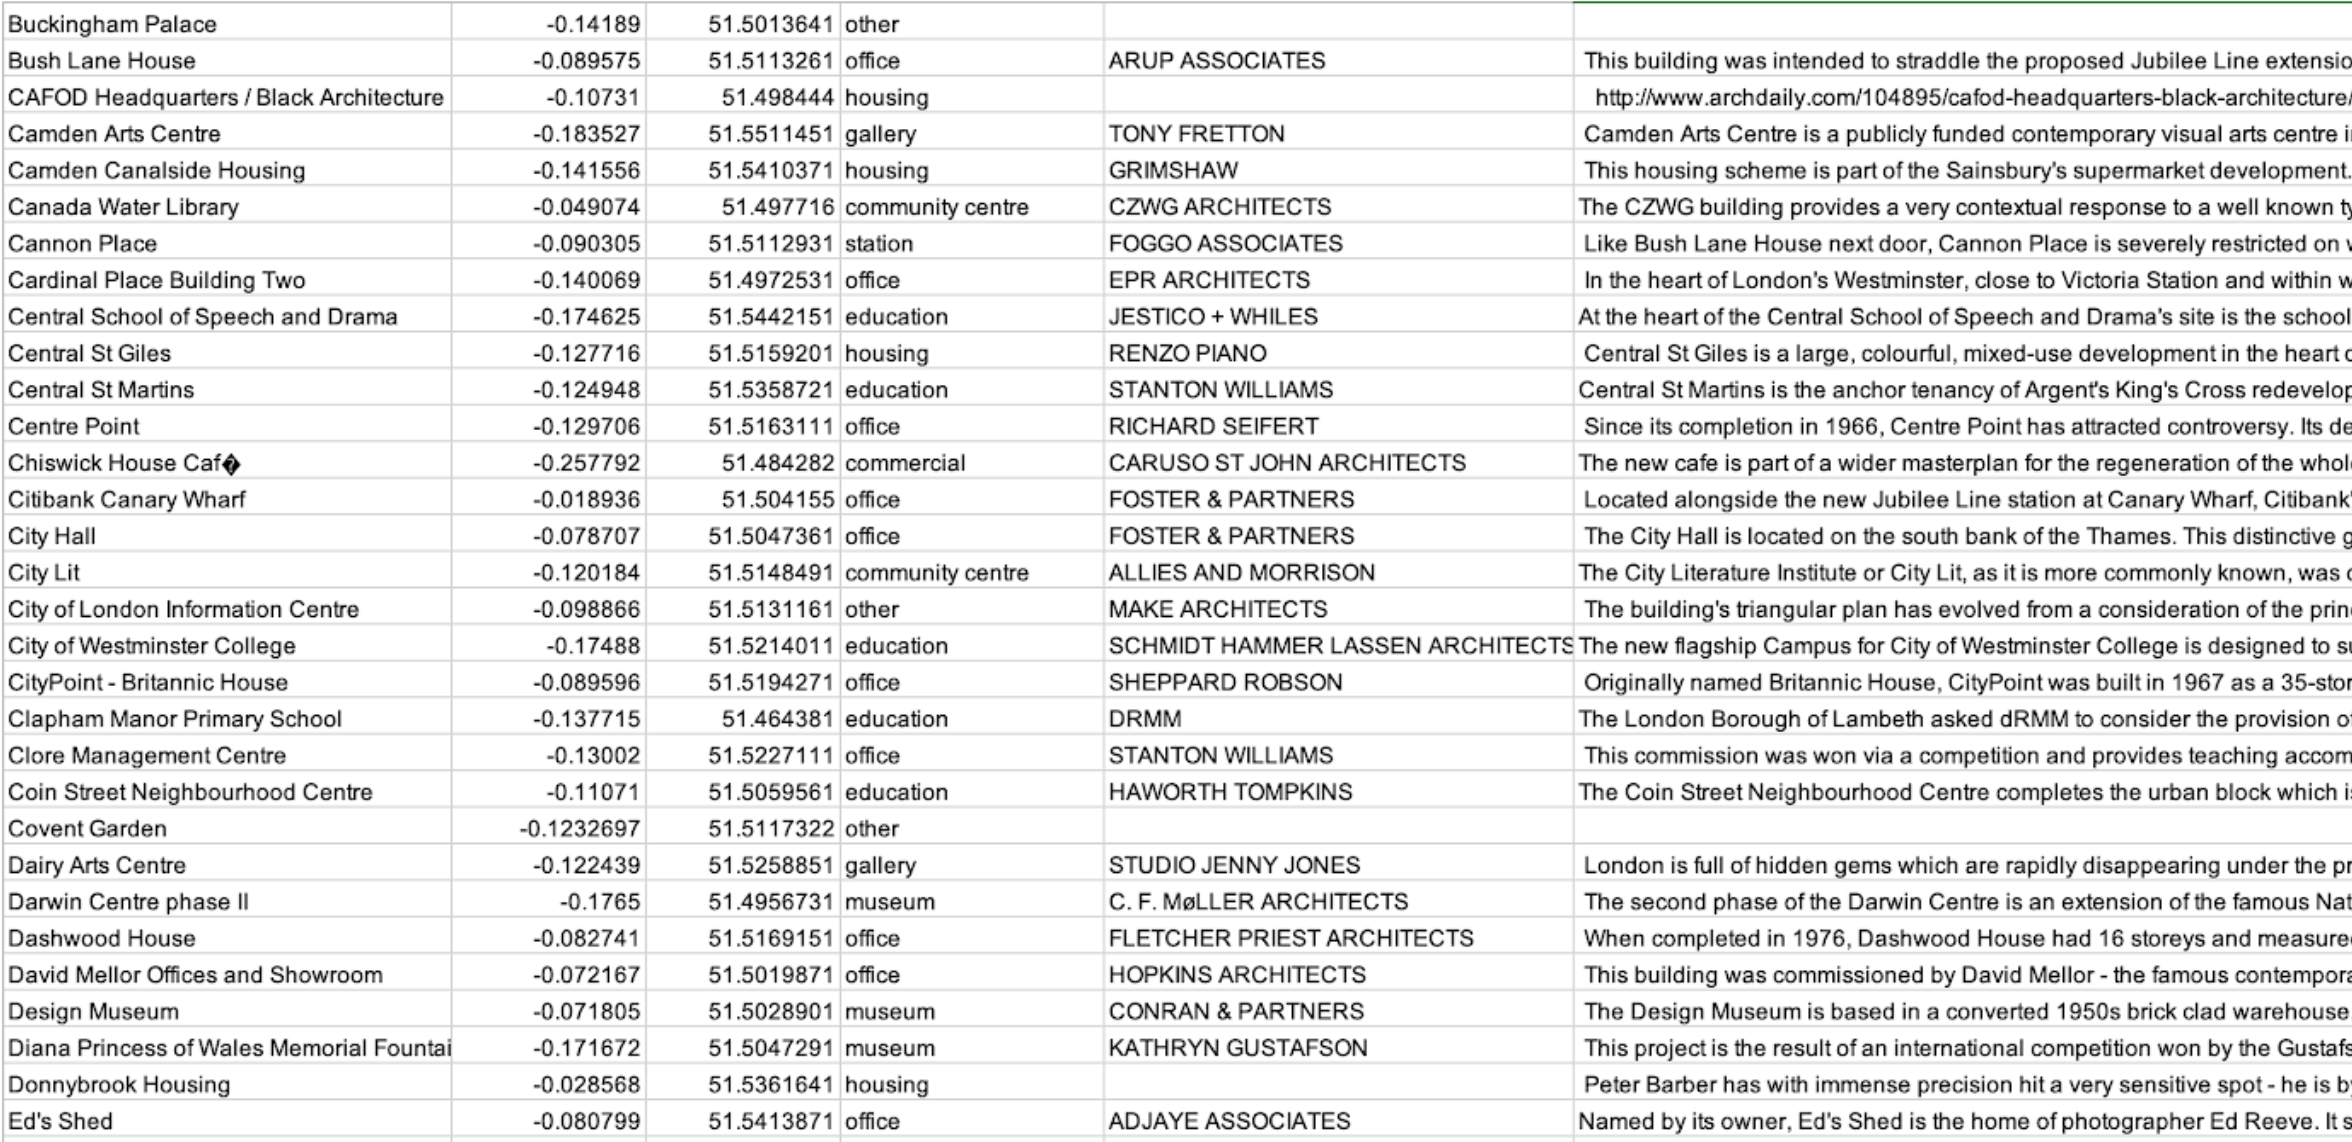 Buckingham Palace -0.14189 51.5013641 other
Bush Lane House -0.089575 51.5113261 office ARUP ASSOCIATES This building was intended to straddle the proposed Jubilee Line extensio
CAFOD Headquarters / Black Architecture -0.10731 51.498444 housing http://www.archdaily.com/104895/cafod-headquarters-black-architecture/
Camden Arts Centre -0.183527 51.5511451 gallery TONY FRETTON Camden Arts Centre is a publicly funded contemporary visual arts centre i
Camden Canalside Housing -0.141556 51.5410371 housing GRIMSHAW This housing scheme is part of the Sainsbury's supermarket development.
Canada Water Library -0.049074 51.497716 community centre CZWG ARCHITECTS The CZWG building provides a very contextual response to a well known ty
Cannon Place -0.090305 51.5112931 station FOGGO ASSOCIATES Like Bush Lane House next door, Cannon Place is severely restricted on w
Cardinal Place Building Two -0.140069 51.4972531 office EPR ARCHITECTS In the heart of London's Westminster, close to Victoria Station and within w
Central School of Speech and Drama -0.174625 51.5442151 education JESTICO + WHILES At the heart of the Central School of Speech and Drama's site is the school
Central St Giles -0.127716 51.5159201 housing RENZO PIANO Central St Giles is a large, colourful, mixed-use development in the heart o
Central St Martins -0.124948 51.5358721 education STANTON WILLIAMS Central St Martins is the anchor tenancy of Argent's King's Cross redevelop
Centre Point -0.129706 51.5163111 office RICHARD SEIFERT Since its completion in 1966, Centre Point has attracted controversy. Its de
Chiswick House Caf� -0.257792 51.484282 commercial CARUSO ST JOHN ARCHITECTS The new cafe is part of a wider masterplan for the regeneration of the whol
Citibank Canary Wharf -0.018936 51.504155 office FOSTER & PARTNERS Located alongside the new Jubilee Line station at Canary Wharf, Citibank'
City Hall -0.078707 51.5047361 office FOSTER & PARTNERS The City Hall is located on the south bank of the Thames. This distinctive g
City Lit -0.120184 51.5148491 community centre ALLIES AND MORRISON The City Literature Institute or City Lit, as it is more commonly known, was o
City of London Information Centre -0.098866 51.5131161 other MAKE ARCHITECTS The building's triangular plan has evolved from a consideration of the prin
City of Westminster College -0.17488 51.5214011 education SCHMIDT HAMMER LASSEN ARCHITECTS The new flagship Campus for City of Westminster College is designed to su
CityPoint - Britannic House -0.089596 51.5194271 office SHEPPARD ROBSON Originally named Britannic House, CityPoint was built in 1967 as a 35-stor
Clapham Manor Primary School -0.137715 51.464381 education DRMM The London Borough of Lambeth asked dRMM to consider the provision o
Clore Management Centre -0.13002 51.5227111 office STANTON WILLIAMS This commission was won via a competition and provides teaching accom
Coin Street Neighbourhood Centre -0.11071 51.5059561 education HAWORTH TOMPKINS The Coin Street Neighbourhood Centre completes the urban block which i
Covent Garden -0.1232697 51.5117322 other
Dairy Arts Centre -0.122439 51.5258851 gallery STUDIO JENNY JONES London is full of hidden gems which are rapidly disappearing under the pr
Darwin Centre phase II -0.1765 51.4956731 museum C. F. MøLLER ARCHITECTS The second phase of the Darwin Centre is an extension of the famous Nat
Dashwood House -0.082741 51.5169151 office FLETCHER PRIEST ARCHITECTS When completed in 1976, Dashwood House had 16 storeys and measure
David Mellor Offices and Showroom -0.072167 51.5019871 office HOPKINS ARCHITECTS This building was commissioned by David Mellor - the famous contempora
Design Museum -0.071805 51.5028901 museum CONRAN & PARTNERS The Design Museum is based in a converted 1950s brick clad warehouse
Diana Princess of Wales Memorial Fountai -0.171672 51.5047291 museum KATHRYN GUSTAFSON This project is the result of an international competition won by the Gustafs
Donnybrook Housing -0.028568 51.5361641 housing Peter Barber has with immense precision hit a very sensitive spot - he is b
Ed's Shed -0.080799 51.5413871 office ADJAYE ASSOCIATES Named by its owner, Ed's Shed is the home of photographer Ed Reeve. It s